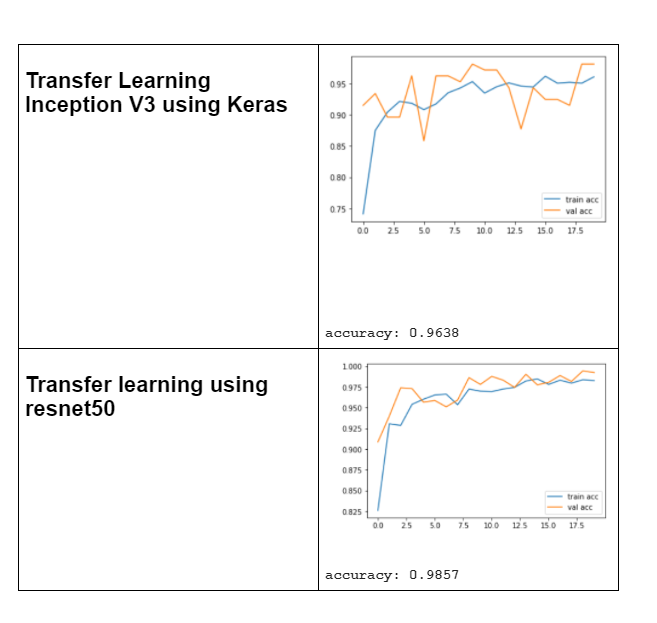 Transfer Learning
Inception V3 using Keras
0.95
0.90
0.85
0.80
0.75
train acc
val acc
0.0 2.5 5.0 7.5 10.0 12.5 15.0 17.5
accuracy: 0.9638
Transfer learning using
resnet50
1.000
0.975
0.950
0.925
0.900
0.875
0.850
0.825
train acc
val acc
0.0 2.5 5.0 7.5 10.0 12.5 15.0 17.5
accuracy: 0.9857